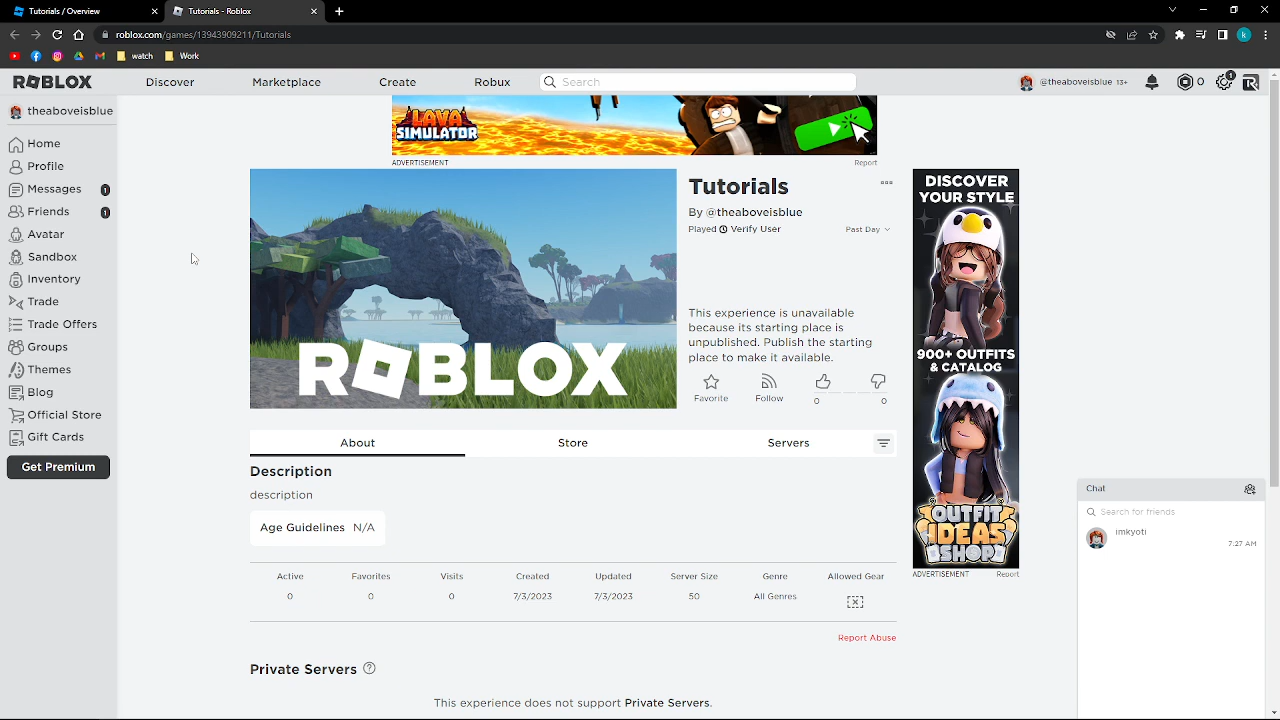 Tutorials / Overview
Tutorials - Roblox
roblox.com/games/13943909211/Tutorials
k
watch
Work
ROBLOX
Discover
Marketplace
Create
Robux
Search
@theaboveisblue 13+
0
1
theaboveisblue
Home
Profile
Messages
1
Friends
1
Avatar
Sandbox
Inventory
Trade
Trade Offers
Groups
Themes
Blog
Official Store
Gift Cards
Get Premium
LAVA
SIMULATOR
ADVERTISEMENT
Report
ROBLOX
Tutorials
By @theaboveisblue
Played Verify User
Past Day
This experience is unavailable
because its starting place is
unpublished. Publish the starting
place to make it available.
Favorite
Follow
0
0
DISCOVER
YOUR STYLE
900+ OUTFITS
& CATALOG
OUTFIT
IDEAS
SHOP
ADVERTISEMENT
Report
About
Store
Servers
Description
description
Age Guidelines N/A
Active
Favorites
Visits
Created
Updated
Server Size
Genre
Allowed Gear
0
0
0
7/3/2023
7/3/2023
50
All Genres
Report Abuse
Private Servers
This experience does not support Private Servers.
Chat
Search for friends
imkyoti
7:27 AM